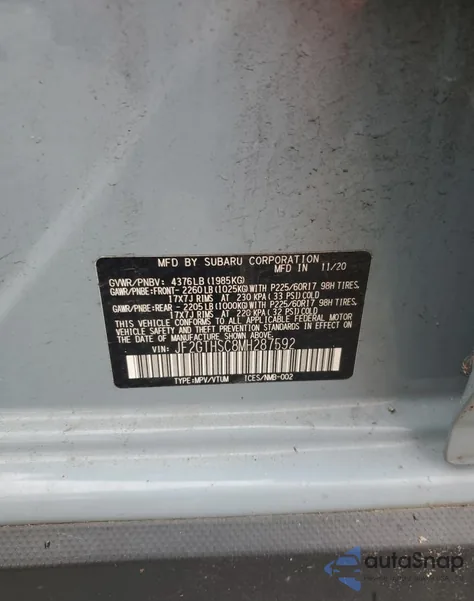 MFD BY SUBARU CORPORATION
MFD IN 11/20
GVWR/PNBV: 4376LB(1985KG)
GAWR/PNBE:FRONT- 2260LB(1025KG)WITH P225/60R17 98H TIRES,
17X7J RIMS AT 230 KPA(33 PSI)COLD
GAWR/PNBE: REAR - 2205LB(1000KG)WITH P225/60R17 98H TIRES,
17X7J RIMS AT 220 KPA(32 PSI)COLD
THIS VEHICLE CONFORMS TO ALL APPLICABLE FEDERAL MOTOR
VEHICLE SAFETY AND THEFT PREVENTION STANDARDS IN EFFECT
ON THE DATE OF MANUFACTURE SHOWN ABOVE.
VIN: JF2GTHSC8MH287592
TYPE:MPV/VTUM ICES/NMB-002
autoSnap